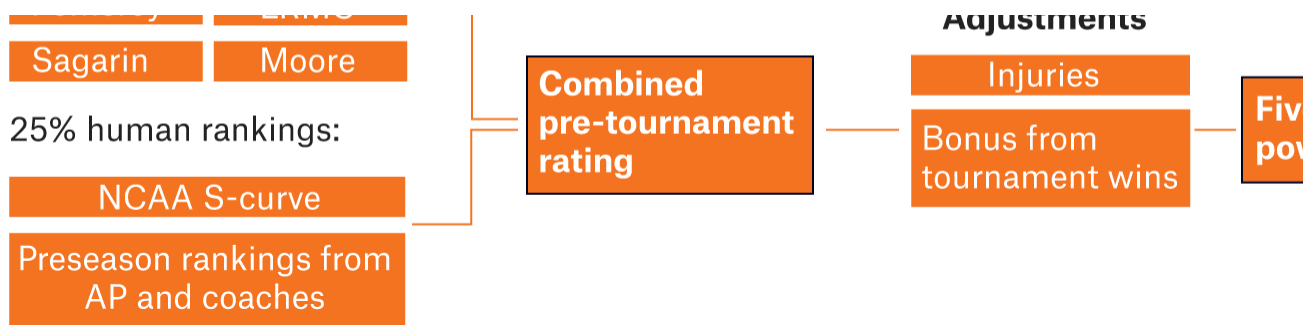 Sagarin
Moore
25% human rankings:
NCAA S-curve
Preseason rankings from
AP and coaches
Combined
pre-tournament
rating
Adjustments
Injuries
Bonus from
tournament wins